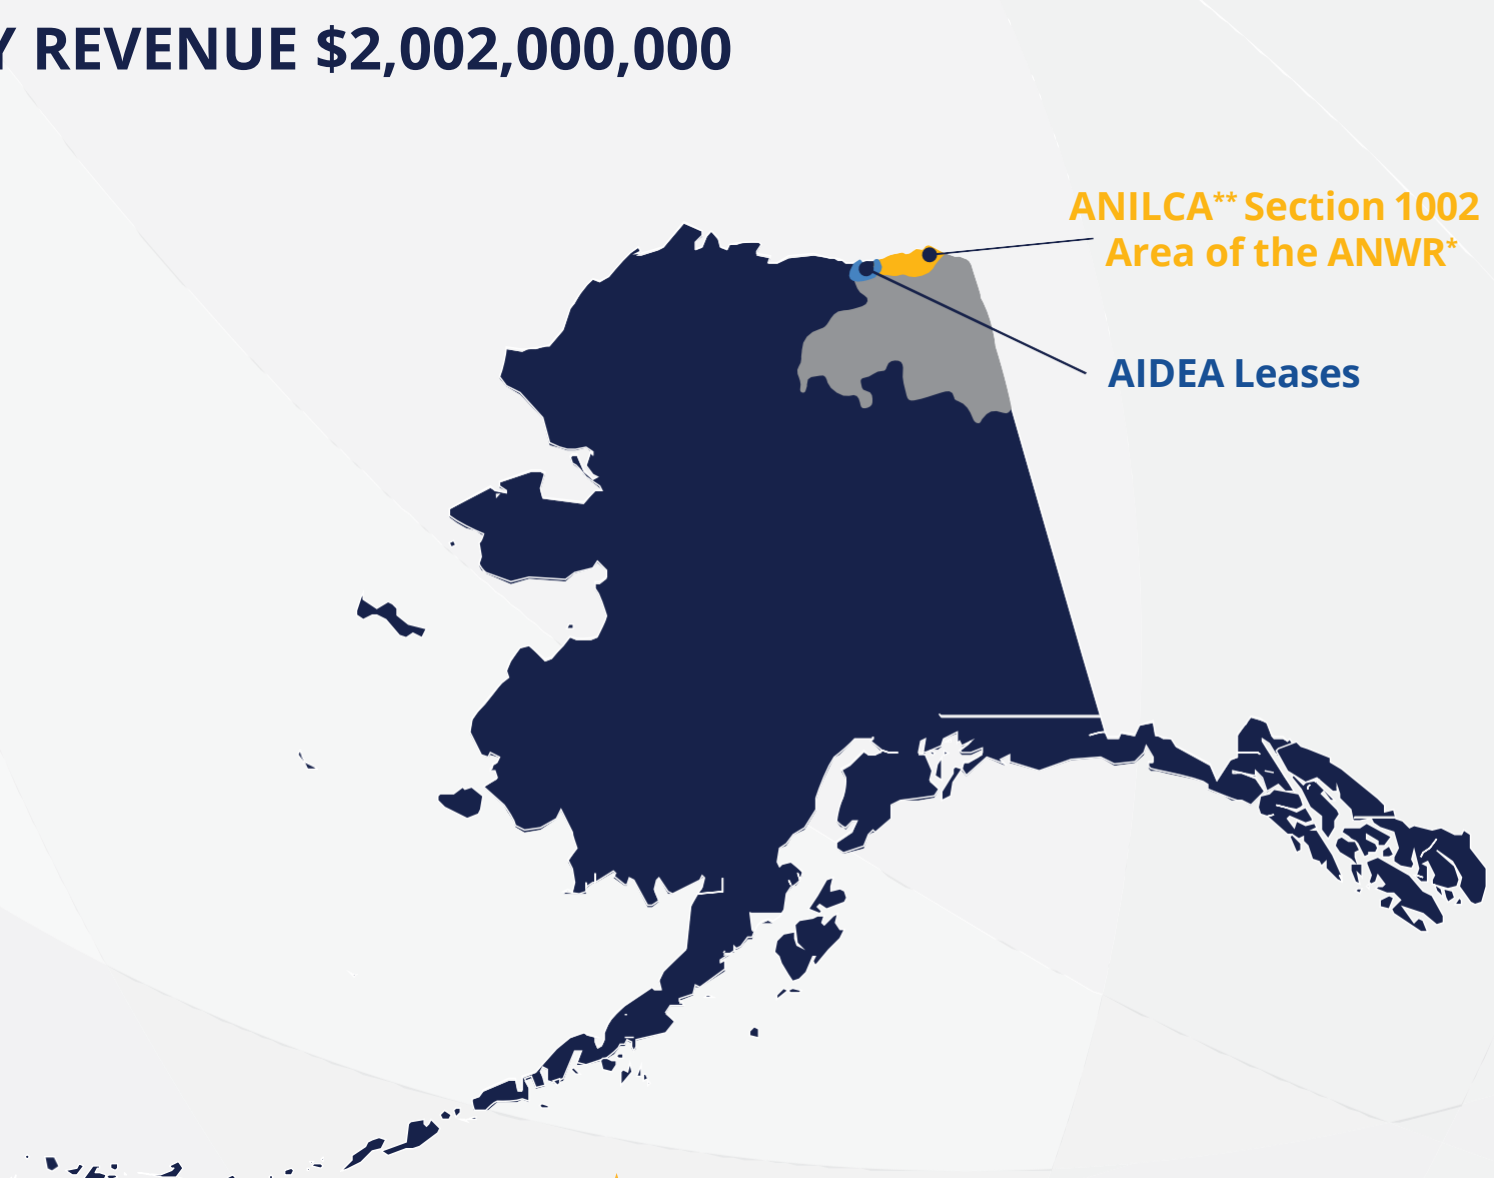 Y REVENUE $2,002,000,000
ANILCA** Section 1002
Area of the ANWR*
AIDEA Leases